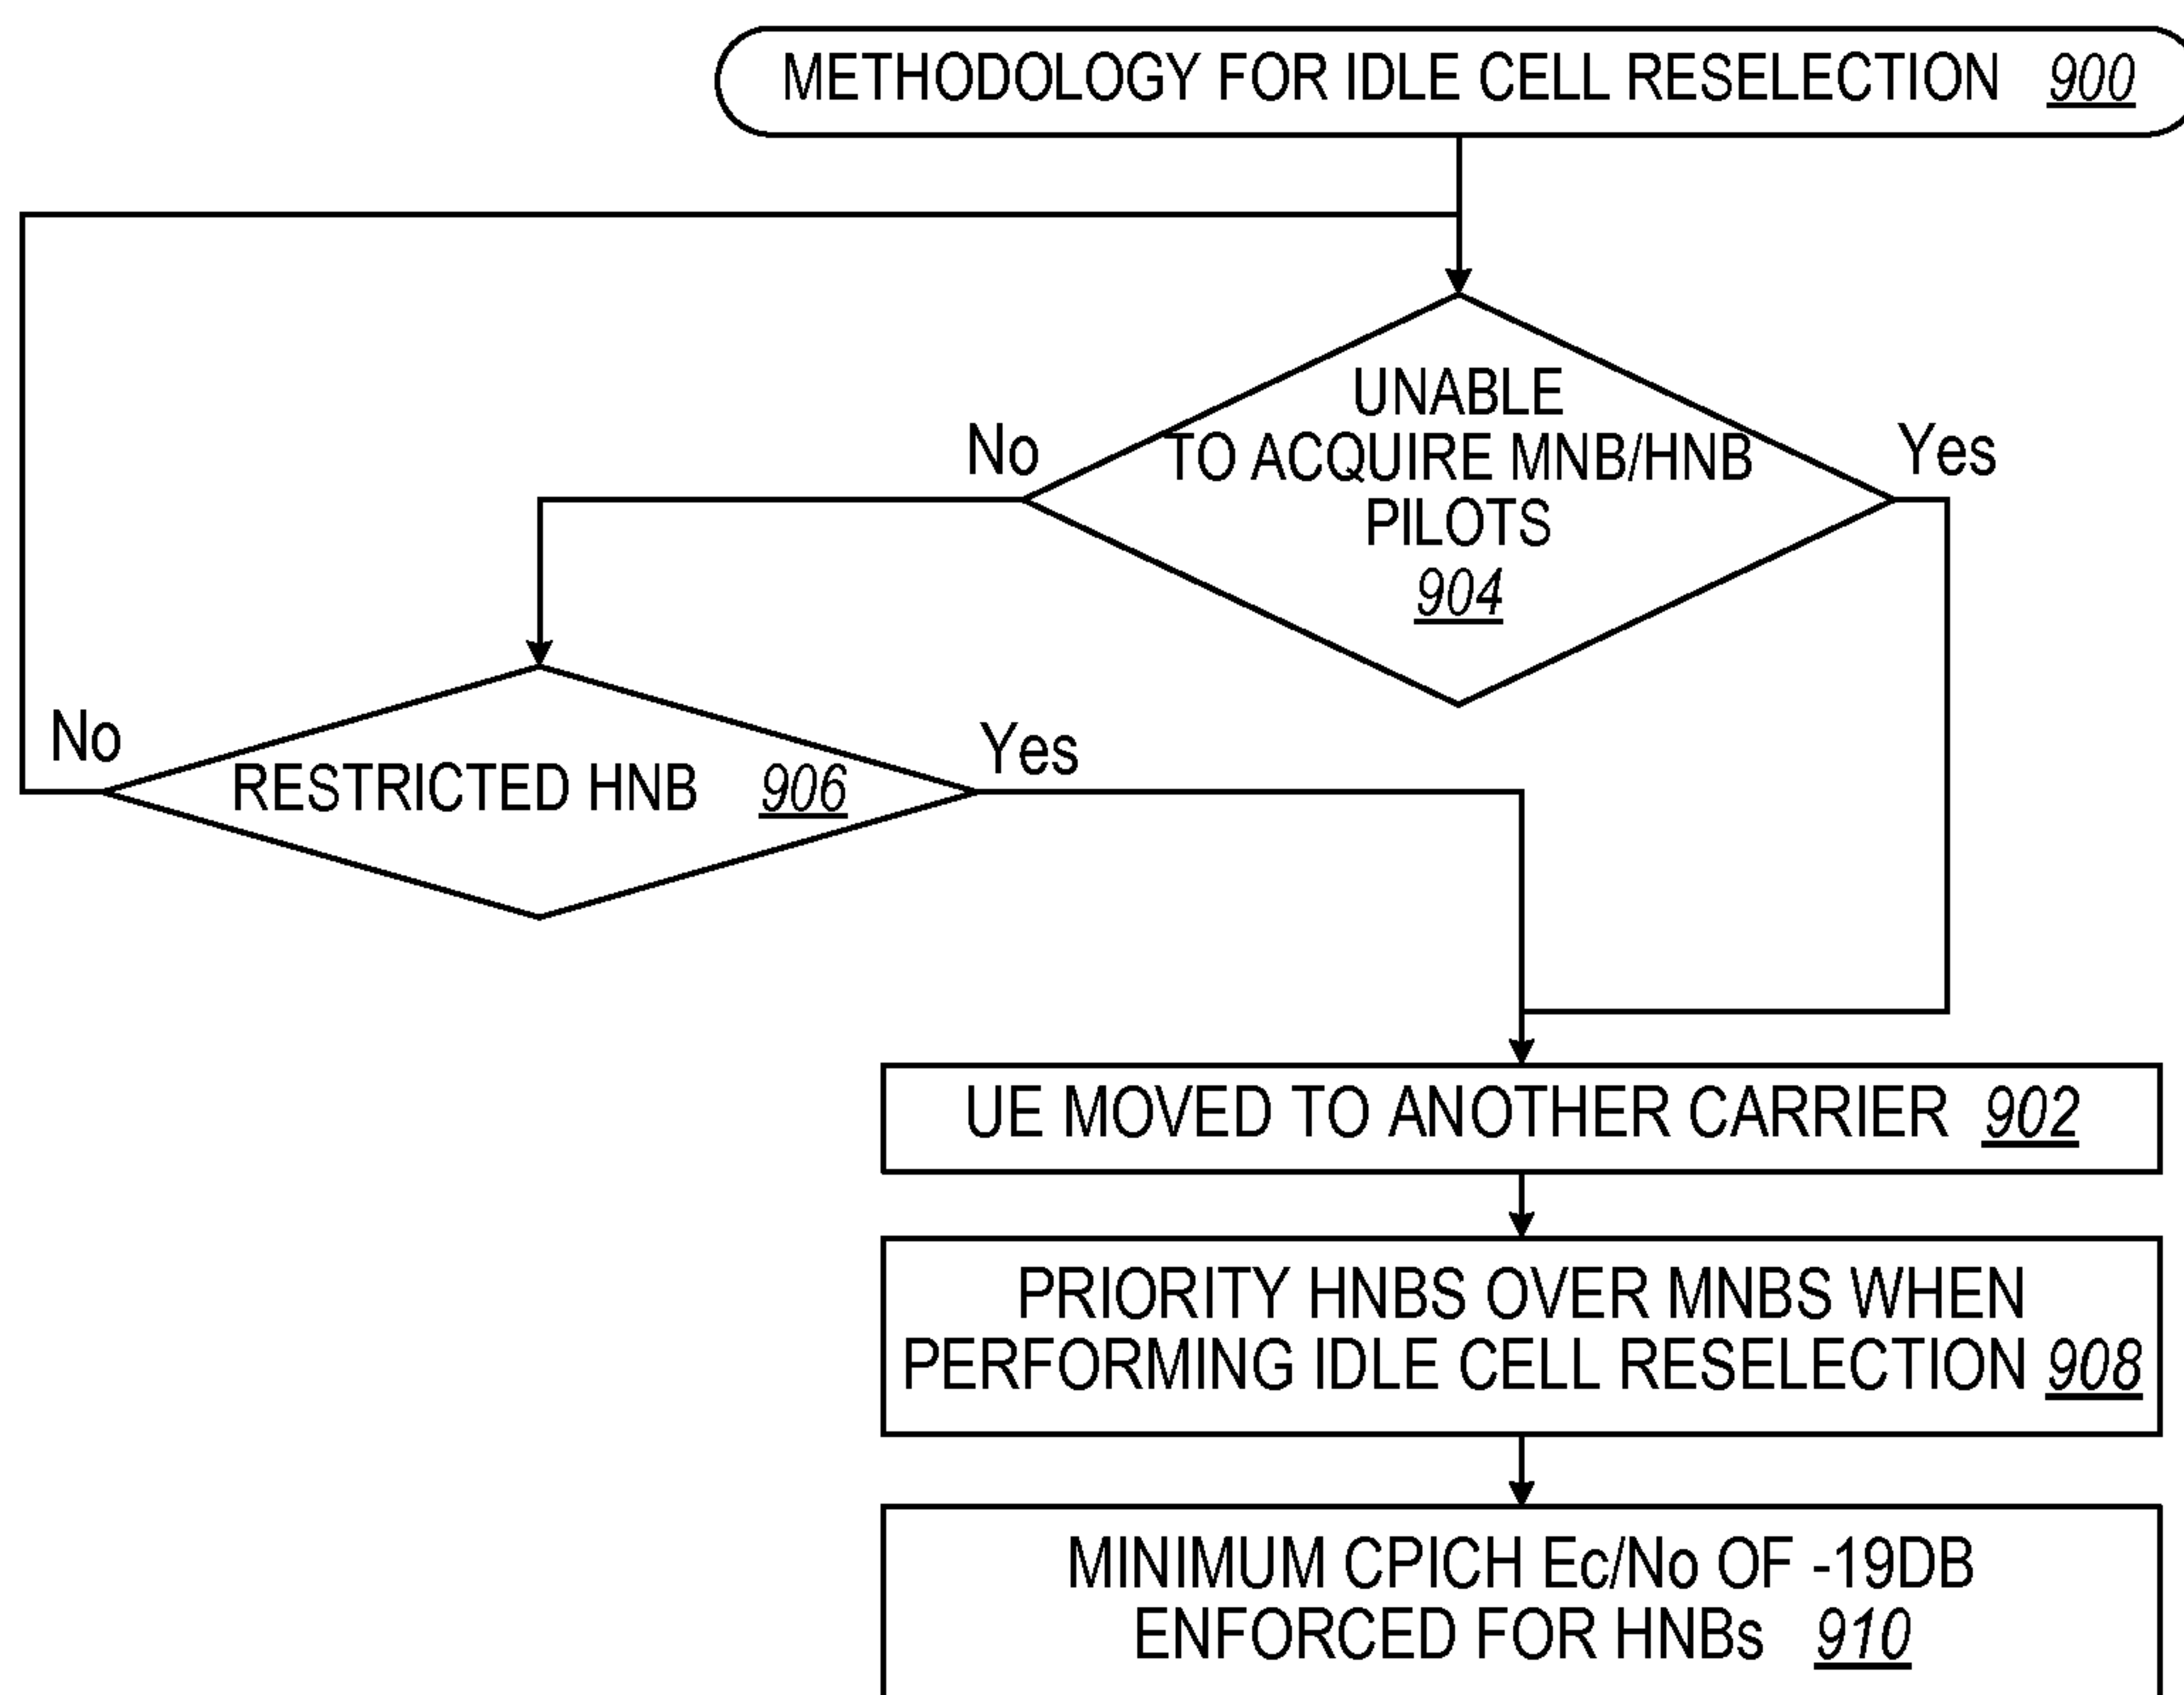 METHODOLOGY FOR IDLE CELL RESELECTION 900
UNABLE
TO ACQUIRE MNB/HNB
PILOTS
904
No
Yes
No
RESTRICTED HNB 906
Yes
UE MOVED TO ANOTHER CARRIER 902
PRIORITY HNBS OVER MNBS WHEN
PERFORMING IDLE CELL RESELECTION 908
MINIMUM CPICH Ec/No OF -19DB
ENFORCED FOR HNBs 910